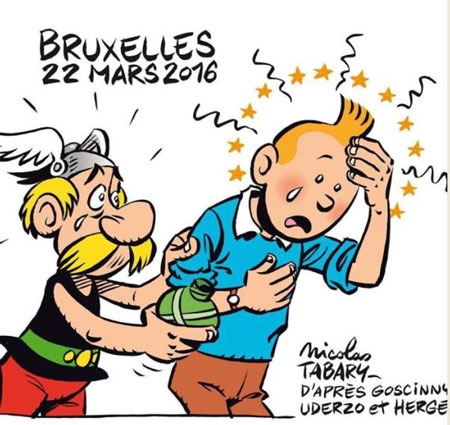 BRUXELLES
22 MARS 2016
Nicolas
TABARY
D'APRÈS GOSCINNY
UDERZO et HERGÉ